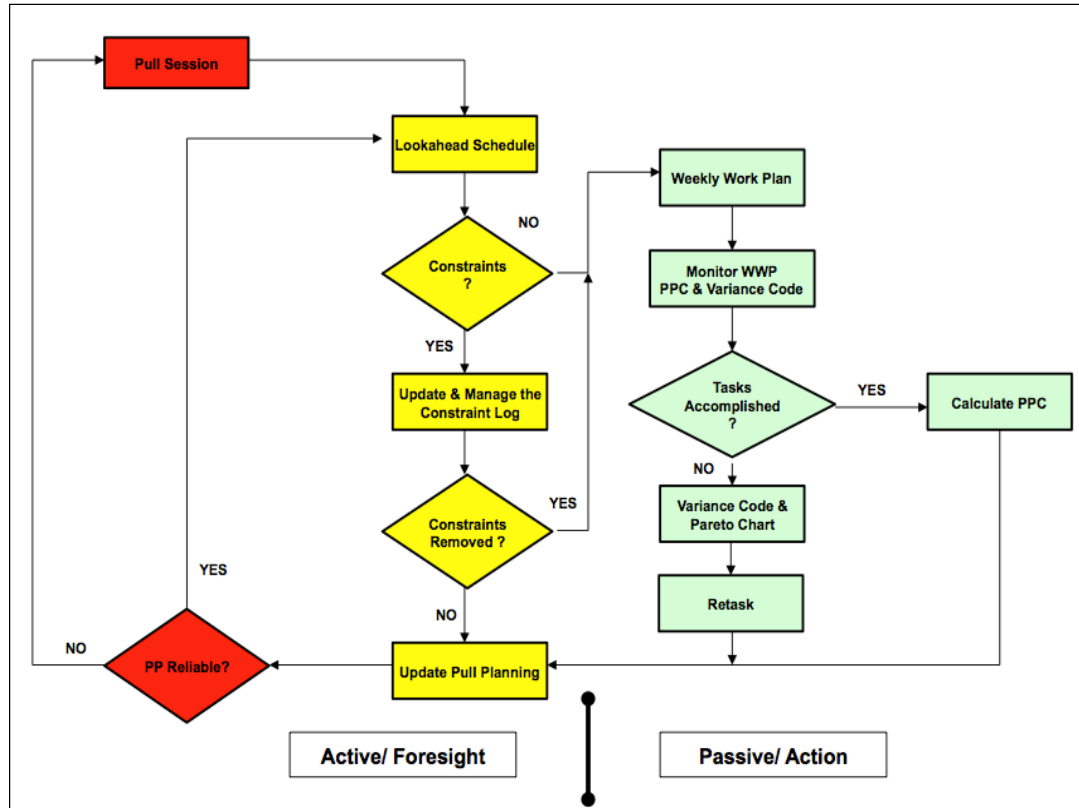 Pull Session
Lookahead Schedule
NO
Constraints
?
YES
Update & Manage the
Constraint Log
Constraints
Removed ?
YES
NO
Update Pull Planning
YES
NO
PP Reliable?
Weekly Work Plan
Monitor WWP
PPC & Variance Code
Tasks
Accomplished
?
YES
Calculate PPC
NO
Variance Code &
Pareto Chart
Retask
Active/ Foresight
Passive/ Action